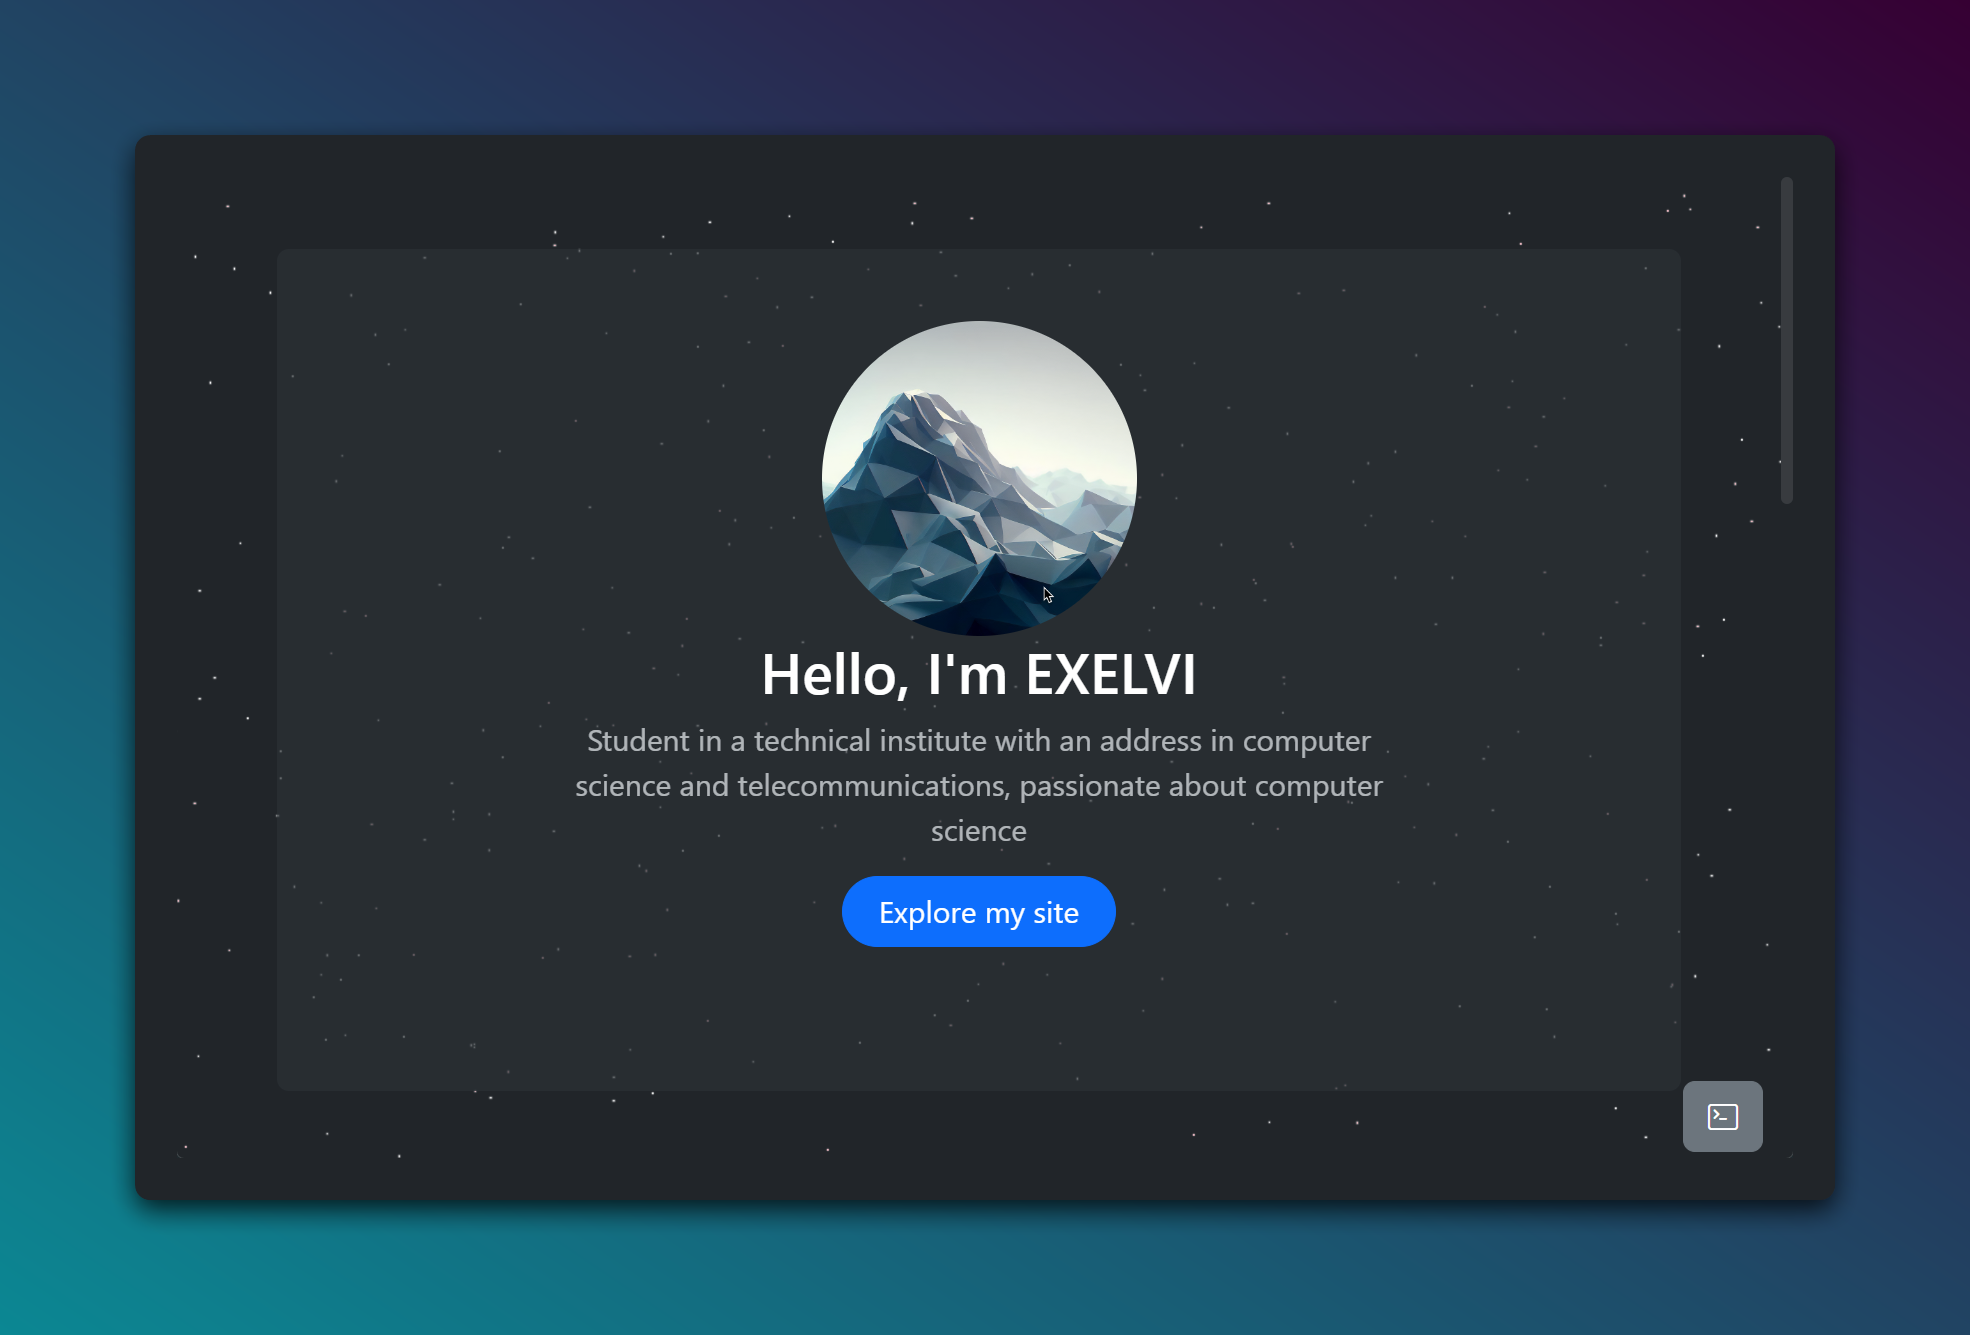 Hello, I'm EXELVI
Student in a technical institute with an address in computer
science and telecommunications, passionate about computer
science
Explore my site